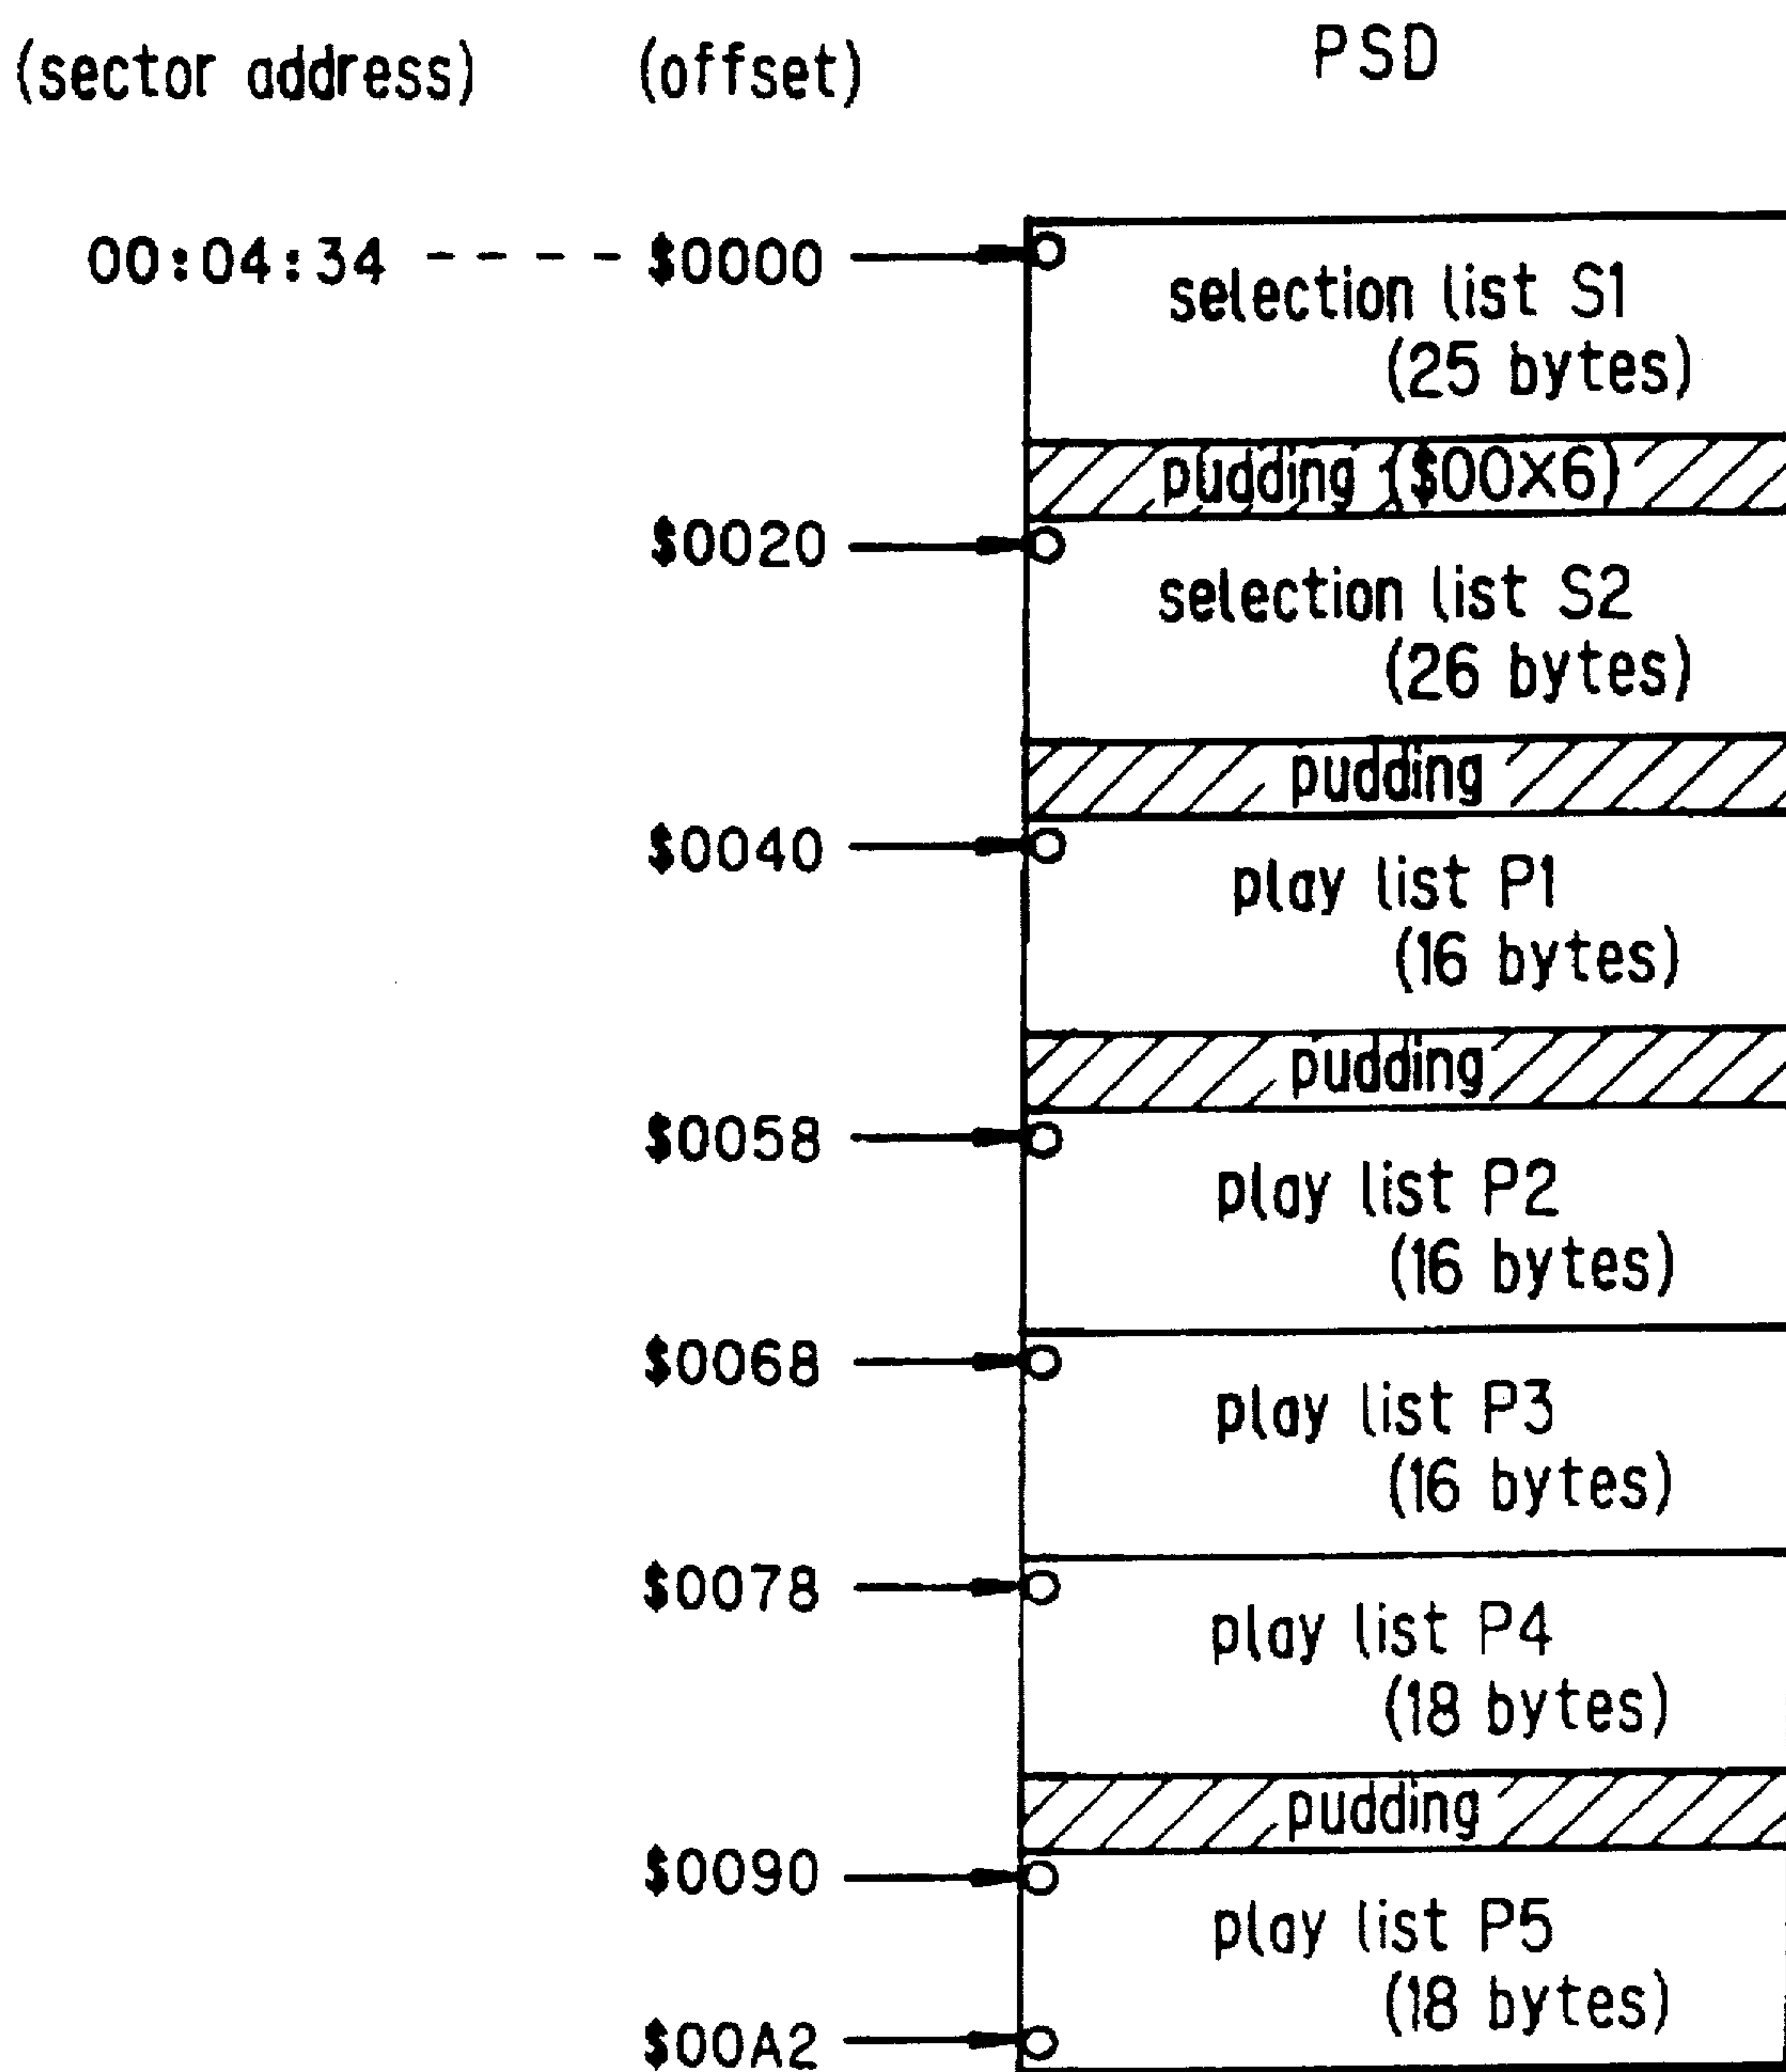 (sector address) (offset) PSD
00:04:34 $0000
selection list S1
(25 bytes)
pudding ($00X6)
$0020
selection list S2
(26 bytes)
pudding
$0040
play list P1
(16 bytes)
pudding
$0058
play list P2
(16 bytes)
$0068
play list P3
(16 bytes)
$0078
play list P4
(18 bytes)
pudding
$0090
play list P5
(18 bytes)
$00A2